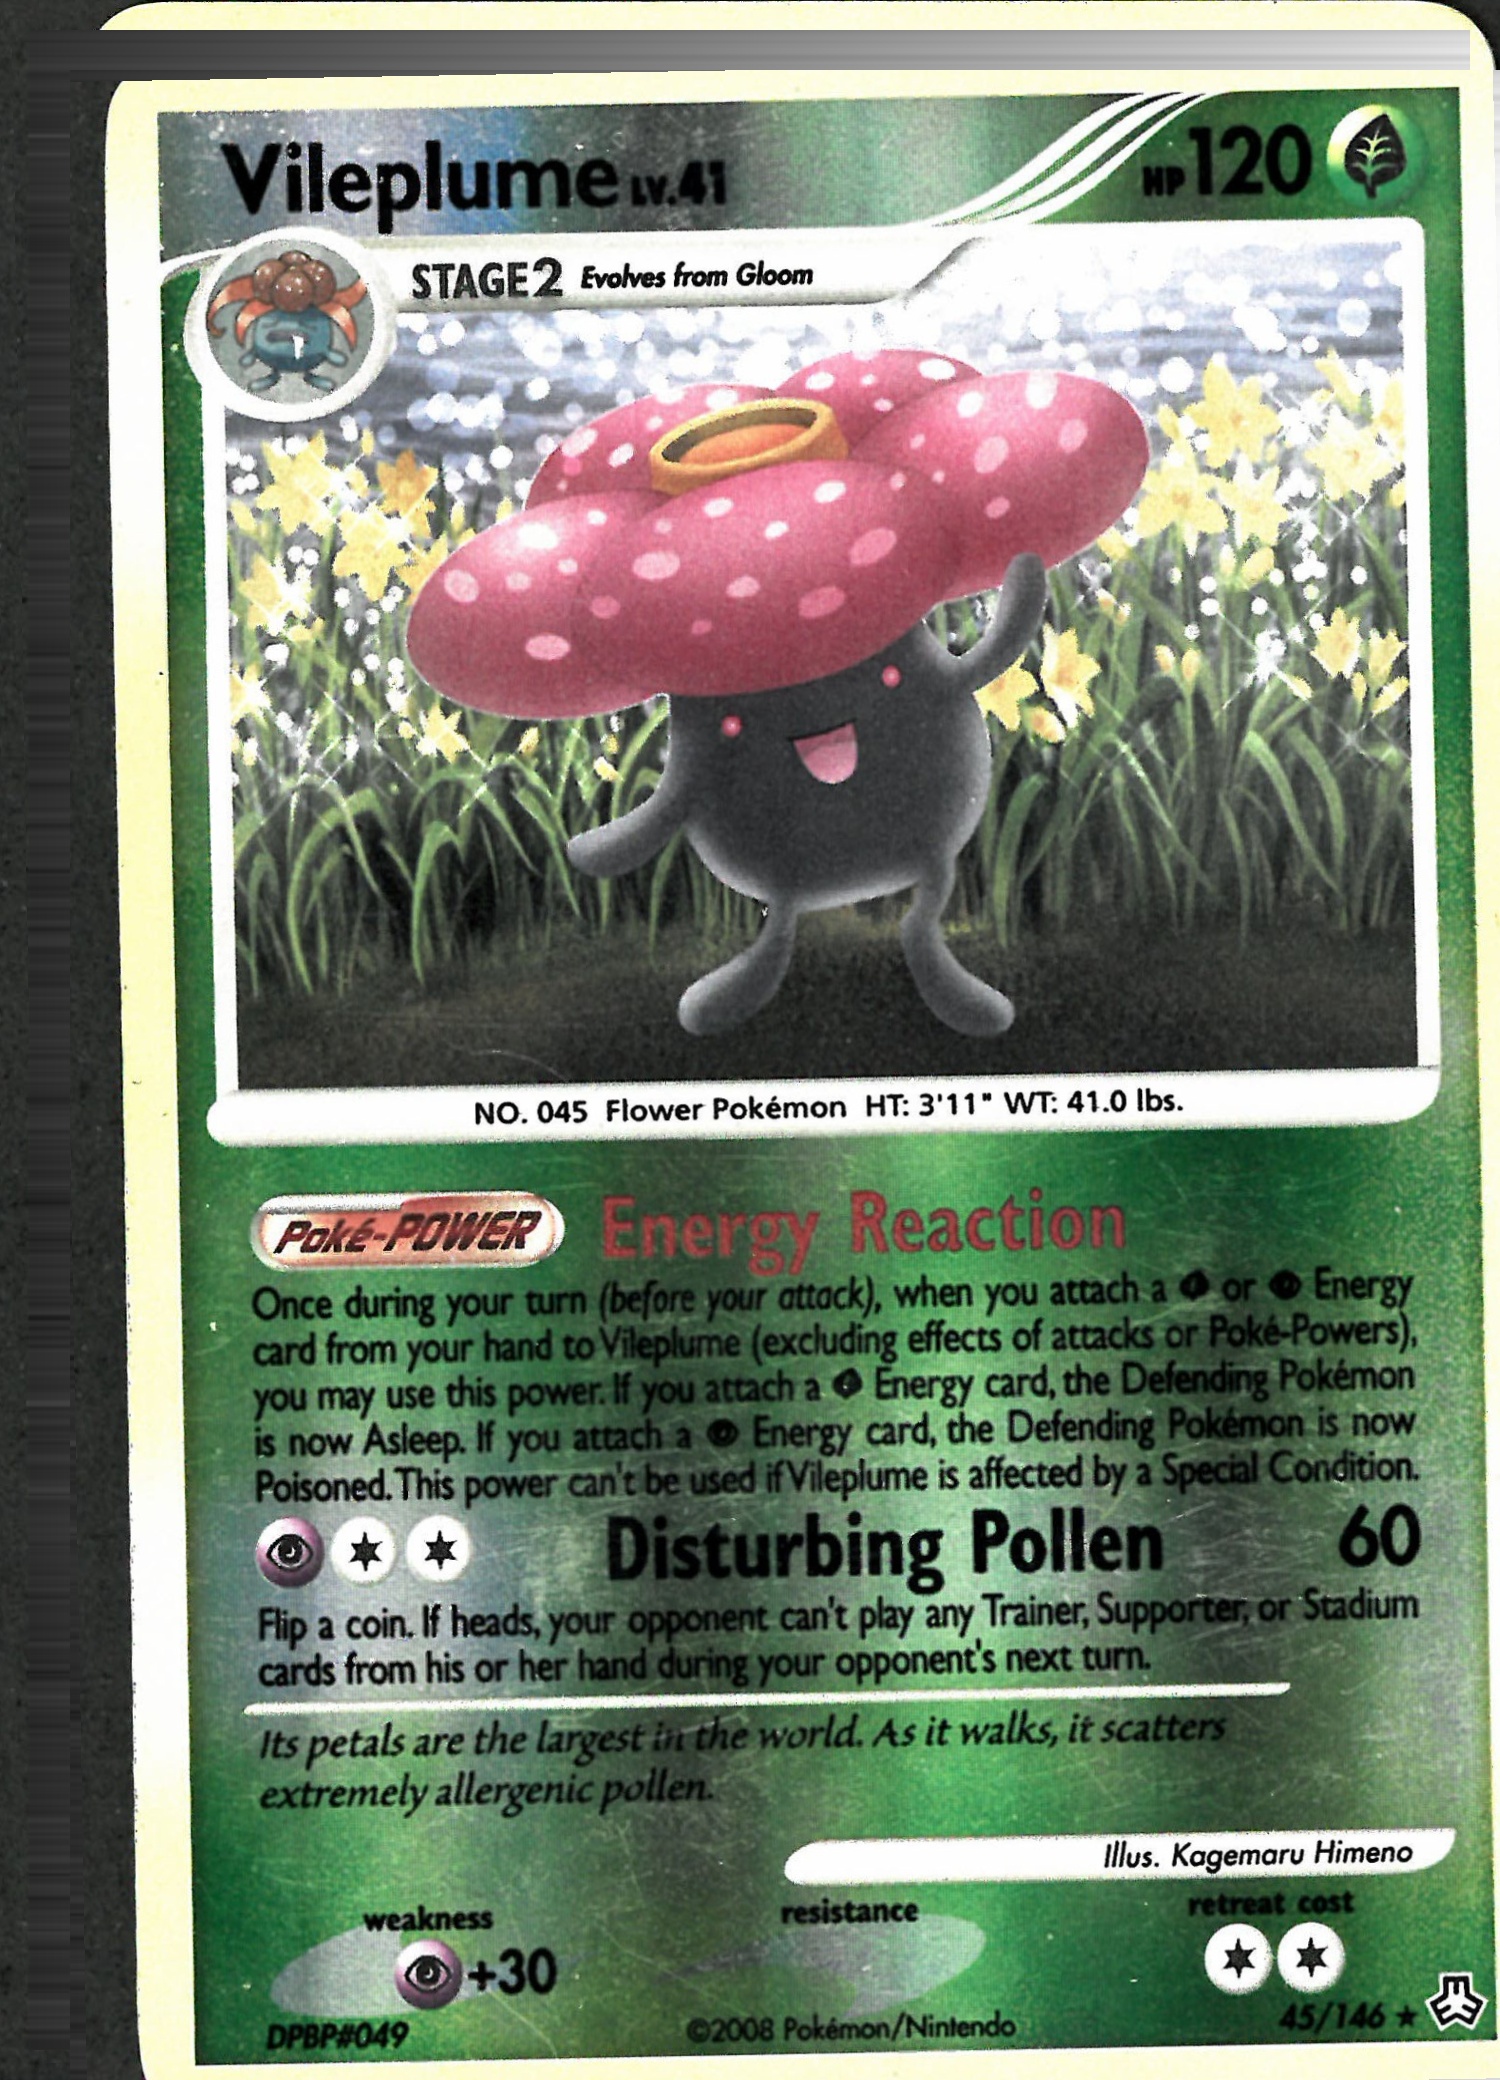 Vileplume LV.41 HP 120
STAGE2 Evolves from Gloom
NO. 045 Flower Pokémon HT: 3'11" WT: 41.0 lbs.
Poké-POWER Energy Reaction
Once during your turn (before your attack), when you attach a or Energy
card from your hand to Vileplume (excluding effects of attacks or Poké-Powers),
you may use this power. If you attach a Energy card, the Defending Pokémon
is now Asleep. If you attach a Energy card, the Defending Pokémon is now
Poisoned. This power can't be used if Vileplume is affected by a Special Condition.
Disturbing Pollen 60
Flip a coin. If heads, your opponent can't play any Trainer, Supporter, or Stadium
cards from his or her hand during your opponent's next turn.
Its petals are the largest in the world. As it walks, it scatters
extremely allergenic pollen.
Illus. Kagemaru Himeno
weakness resistance retreat cost
+30
DPBP#049 ©2008 Pokémon/Nintendo 45/146 ★